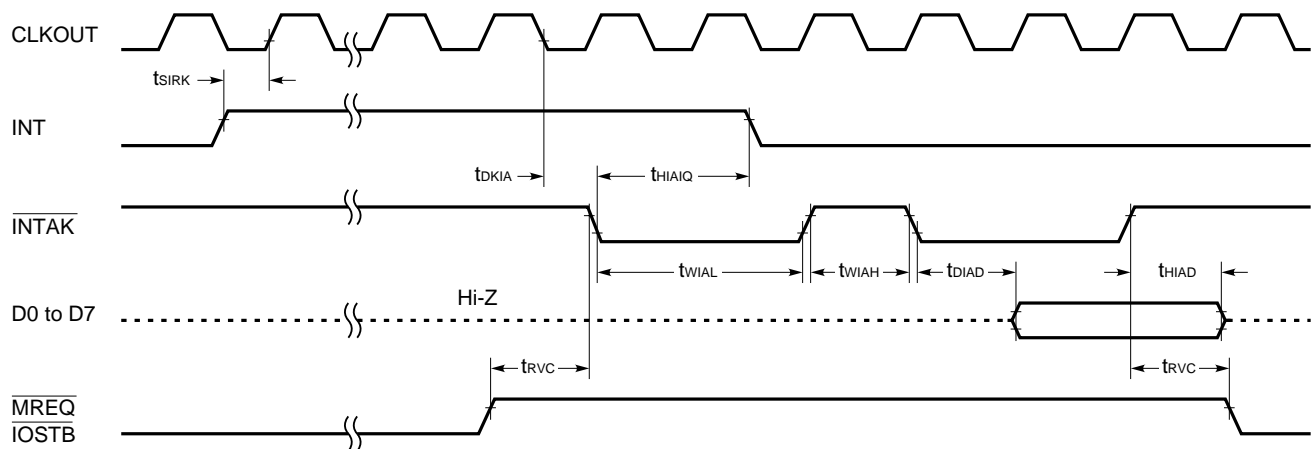 CLKOUT
tSIRK
INT
tDKIA
tHIAIQ
INTAK
tWIAL
tWIAH
tDIAD
tHIAD
Hi-Z
D0 to D7
tRVC
tRVC
MREQ
IOSTB